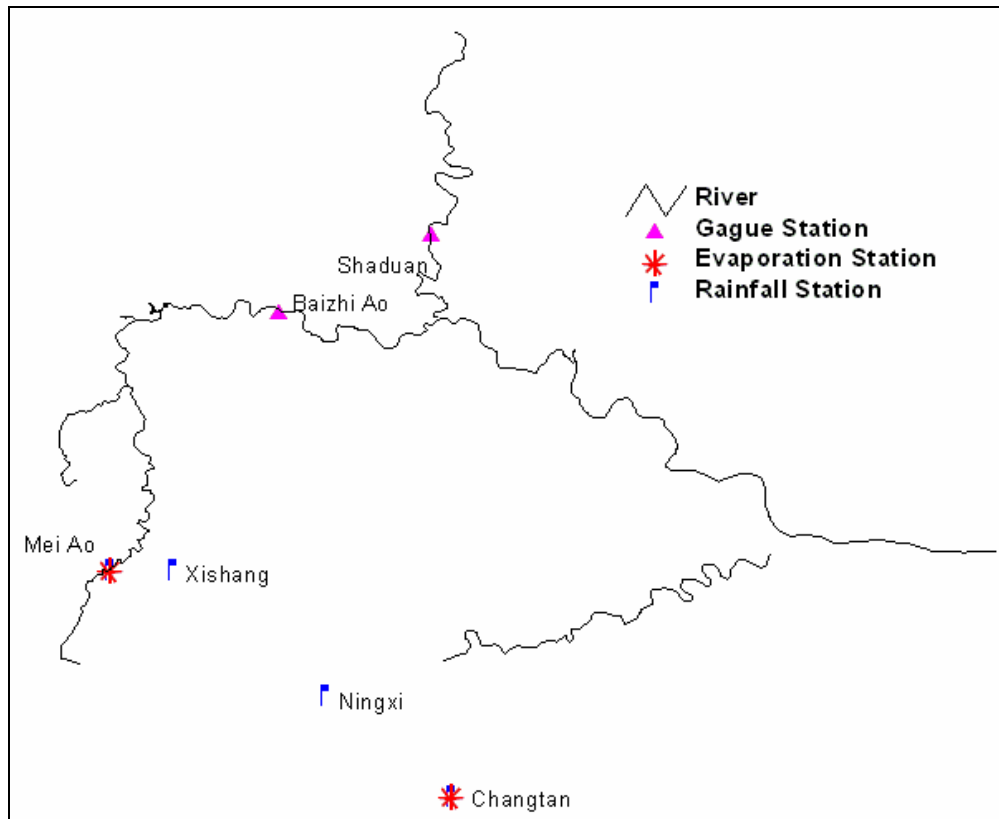 River
Gague Station
Shaduan
Evaporation Station
Rainfall Station
Baizhi Ao
Mei Ao
Xishang
Ningxi
Changtan